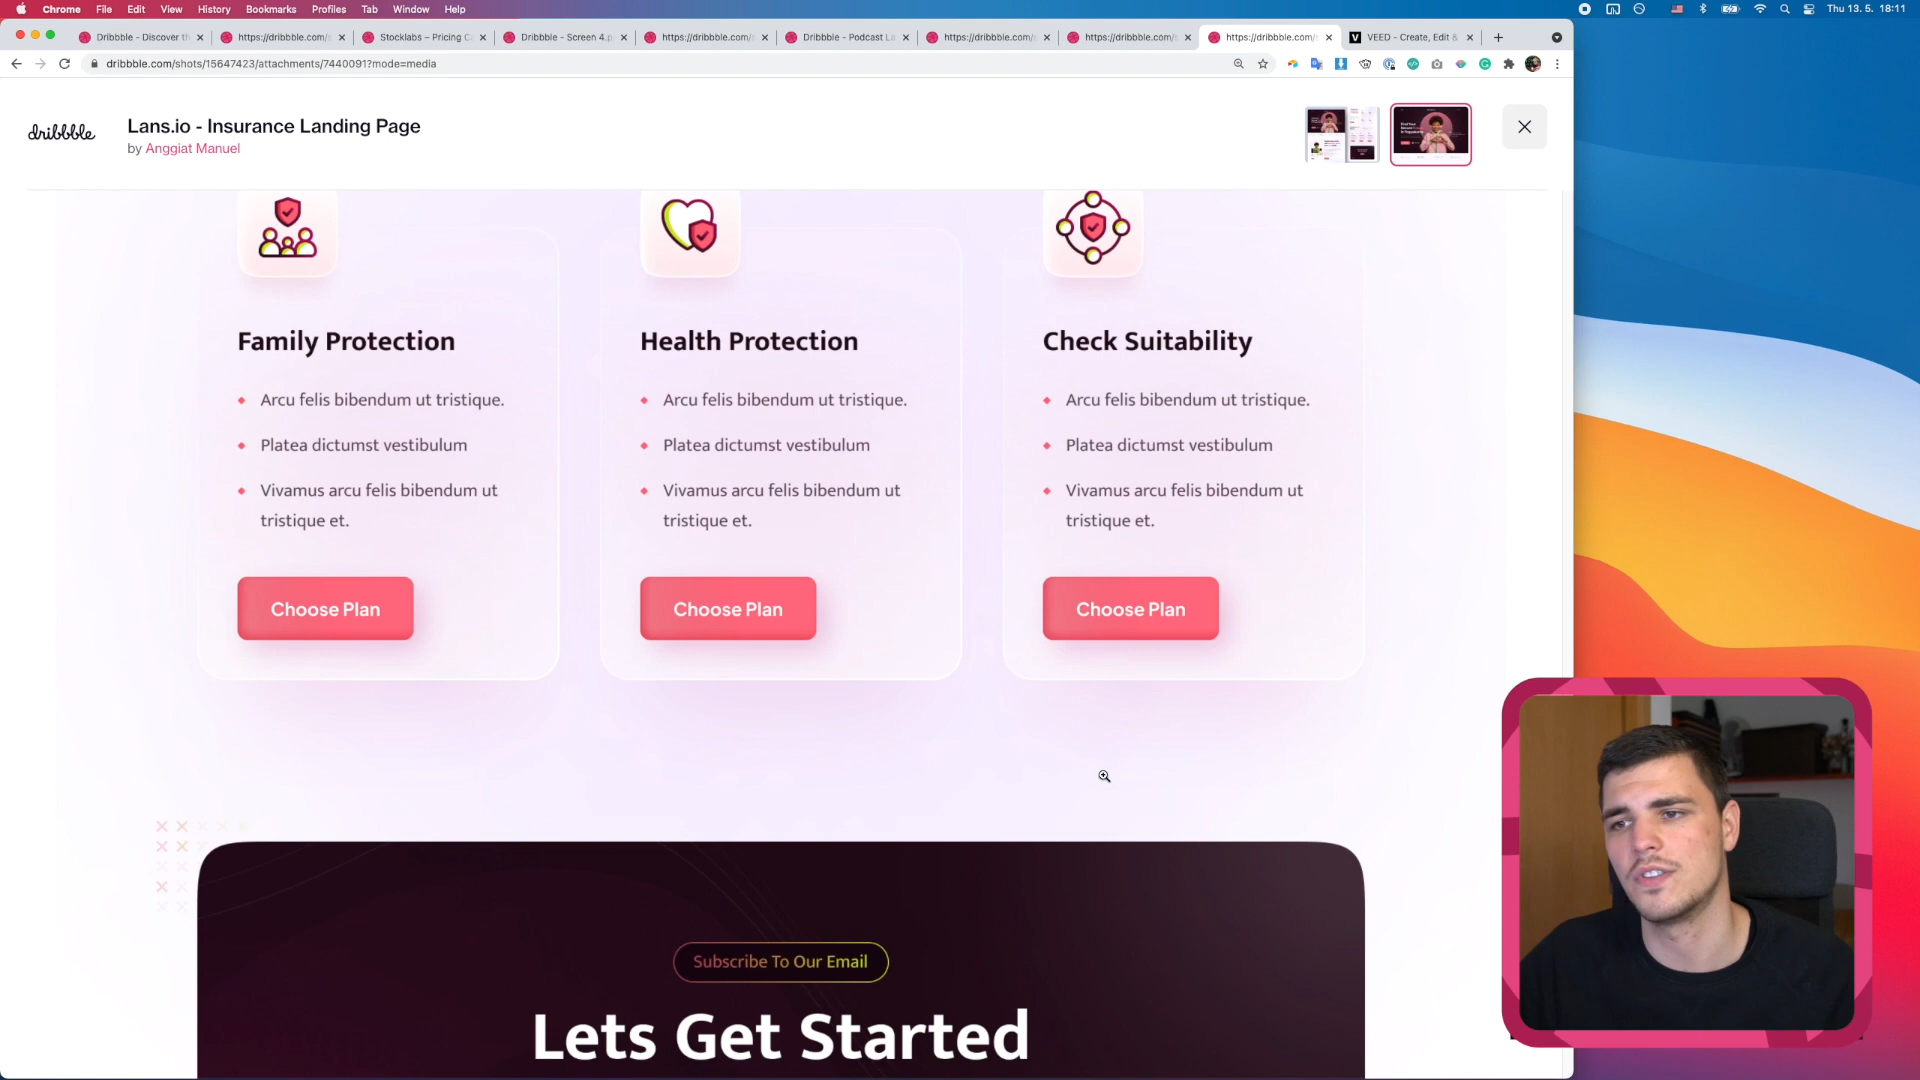 Chrome File Edit View History Bookmarks Profiles Tab Window Help
Thu 13. 5. 18:11
Dribbble - Discover th
https://dribbble.com/
Stocklabs – Pricing C
Dribbble - Screen 4.p
https://dribbble.com/
Dribbble - Podcast La
https://dribbble.com/
https://dribbble.com/
https://dribbble.com/
VEED - Create, Edit &
dribbble.com/shots/15647423/attachments/7440091?mode=media
dribbble
Lans.io - Insurance Landing Page
by Anggiat Manuel
Family Protection
Arcu felis bibendum ut tristique.
Platea dictumst vestibulum
Vivamus arcu felis bibendum ut
tristique et.
Choose Plan
Health Protection
Arcu felis bibendum ut tristique.
Platea dictumst vestibulum
Vivamus arcu felis bibendum ut
tristique et.
Choose Plan
Check Suitability
Arcu felis bibendum ut tristique.
Platea dictumst vestibulum
Vivamus arcu felis bibendum ut
tristique et.
Choose Plan
Subscribe To Our Email
Lets Get Started